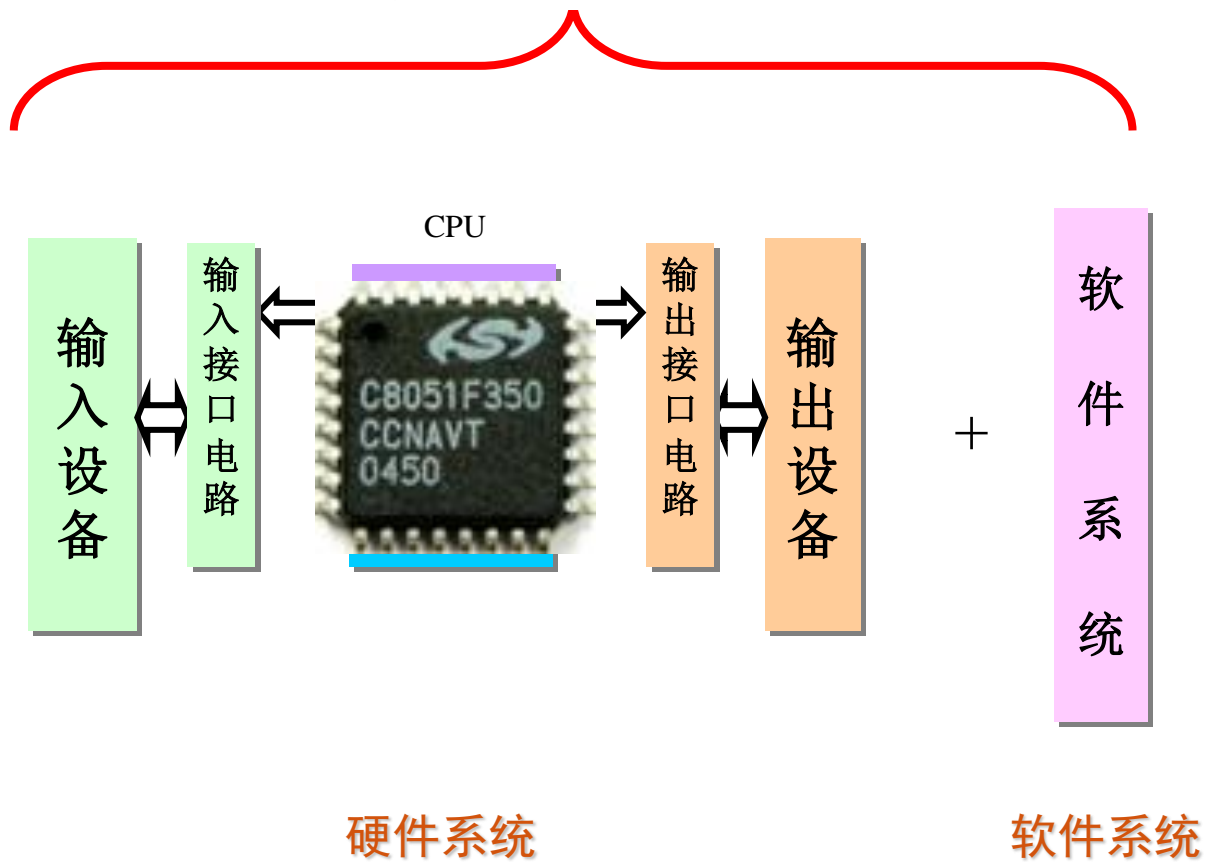 CPU
输入设备
输入接口电路
C8051F350
CCNAVT
0450
输出接口电路
输出设备
+
软件系统
硬件系统
软件系统